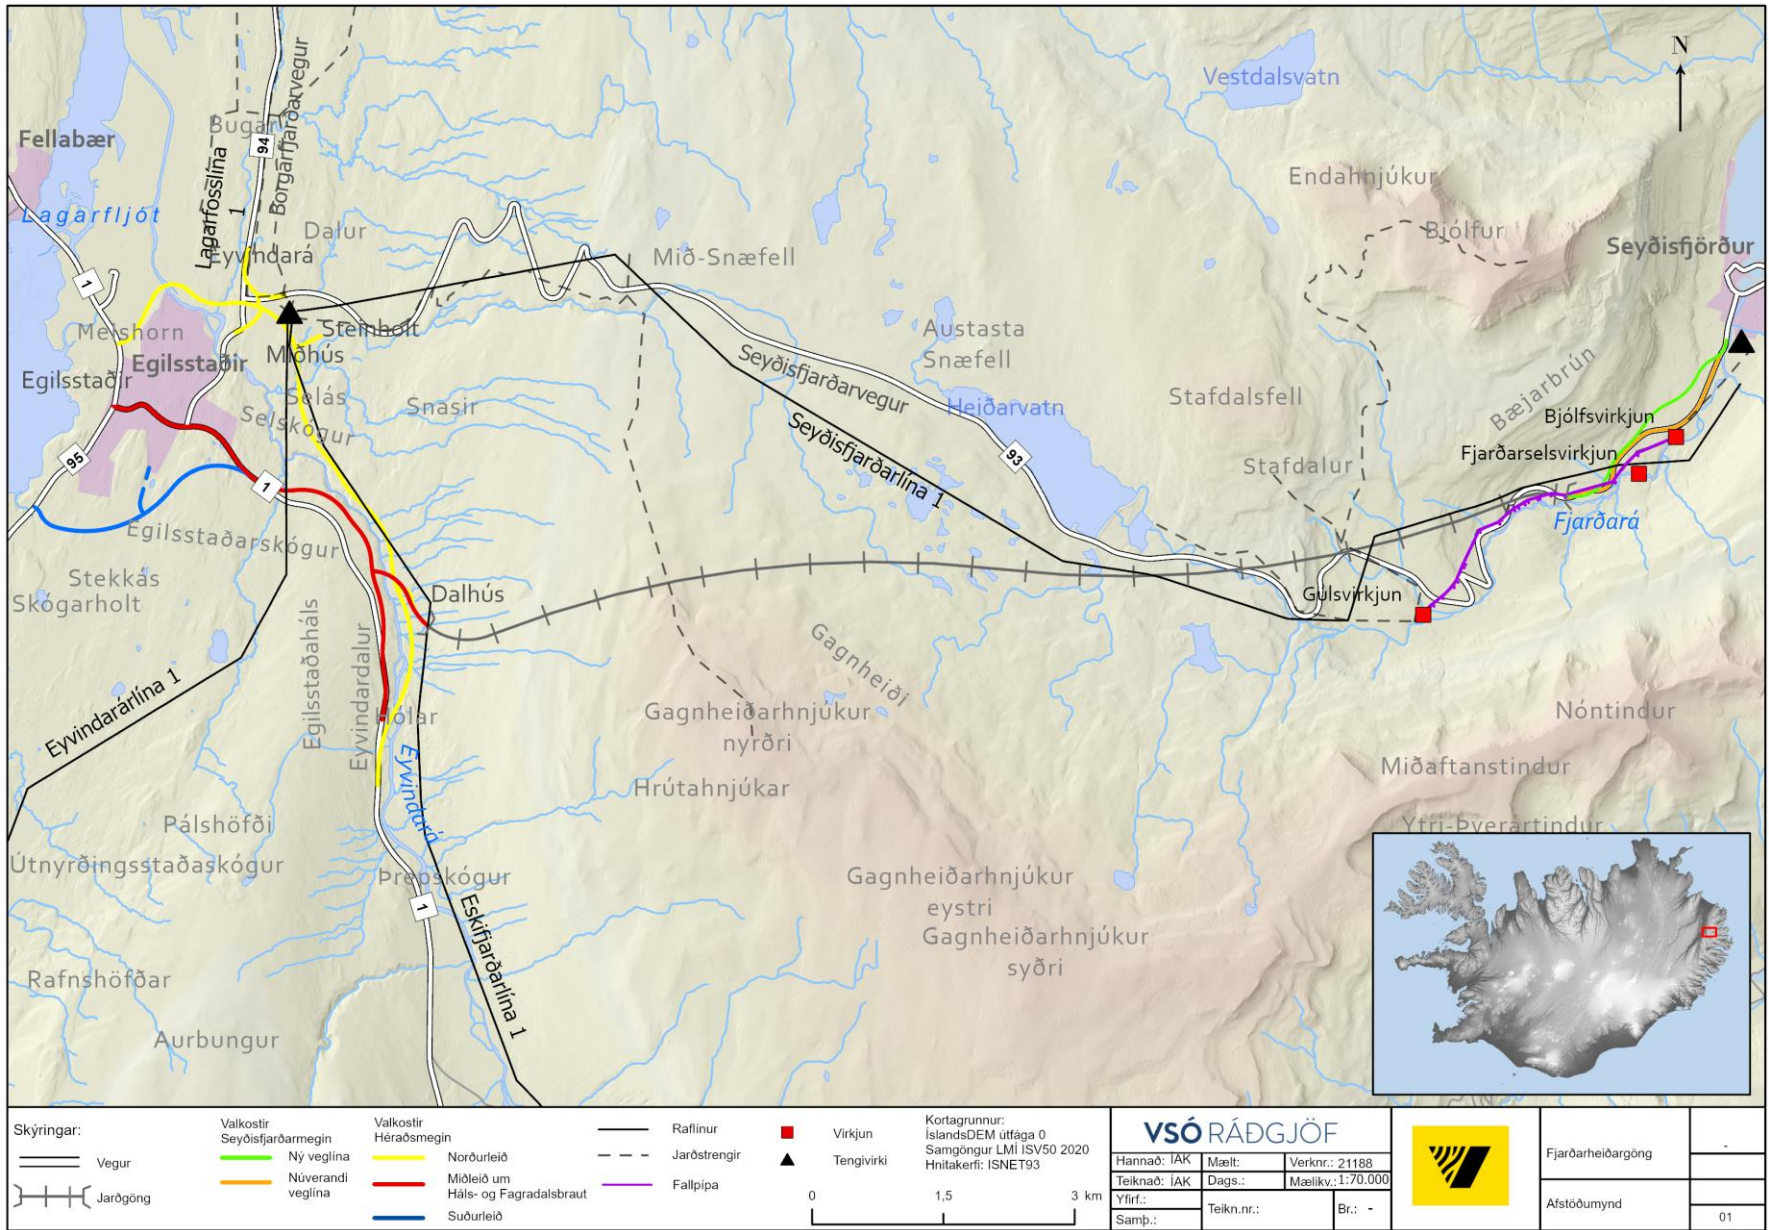 N
Vestdalsvatn
Fellabær
Bugar
94
Borgarfjarðarvegur
Lagarfosslína 1
Endahnjúkur
Lagarfljót
Dalur
Bjólfur
Eyvindará
Mið-Snæfell
Seyðisfjörður
1
Melshorn
Steinholt
Austasta
Snæfell
Egilsstaðir
Miðhús
Egilsstaðir
Seyðisfjarðarvegur
Bæjarbrún
Selás
Snasir
Heiðarvatn
Stafdalsfell
Selskógur
Bjólfsvirkjun
Seyðisfjarðarlína 1
93
Fjarðarselsvirkjun
95
Stafdalur
1
Fjarðará
Egilsstaðarskógur
Stekkás
Dalhús
Gúlsvirkjun
Skógarholt
Egilsstaðaháls
Eyvindardalur
Gagnheiði
Eyvindarárlína 1
Hólar
Gagnheiðarhnjúkur
nyrðri
Nóntindur
Eyvindará
Miðaftanstindur
Hrútahnjúkar
Pálshöfði
Ytri-Þverártindur
Útnyrðingsstaðaskógur
Þrepskógur
Gagnheiðarhnjúkur
eystri
1
Eskifjarðarlína 1
Gagnheiðarhnjúkur
syðri
Rafnshöfðar
Aurbungur
Skýringar:
Vegur
Jarðgöng
Valkostir
Seyðisfjarðarmegin
Ný veglína
Núverandi
veglína
Valkostir
Héraðsmegin
Norðurleið
Miðleið um
Háls- og Fagradalsbraut
Suðurleið
Raflínur
Jarðstrengir
Fallpípa
Virkjun
Tengivirki
0 1,5 3 km
Kortagrunnur:
ÍslandsDEM útfága 0
Samgöngur LMÍ ISV50 2020
Hnitakerfi: ISNET93
VSÓ RÁÐGJÖF
Hannað: IAK Mælt: Verknr.: 21188
Teiknað: IAK Dags.: Mælikv.: 1:70.000
Yfirf.: Teikn.nr.: Br.: -
Samþ.:
Fjarðarheiðargöng -
Afstöðumynd
01